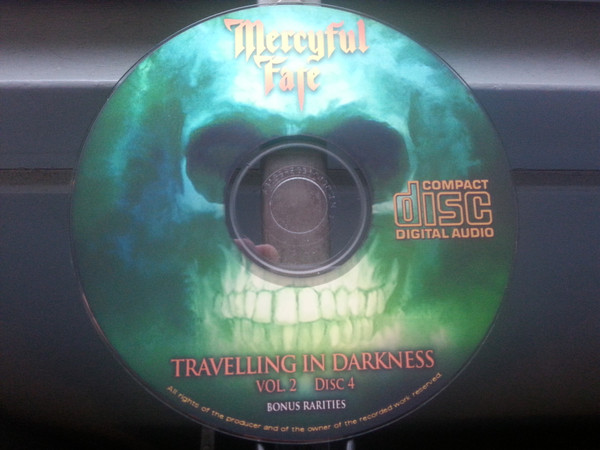 Mercyful
Fate
COMPACT
disc
DIGITAL AUDIO
TRAVELLING IN DARKNESS
VOL. 2 DISC 4
BONUS RARITIES
All rights of the producer and of the owner of the recorded work reserved.